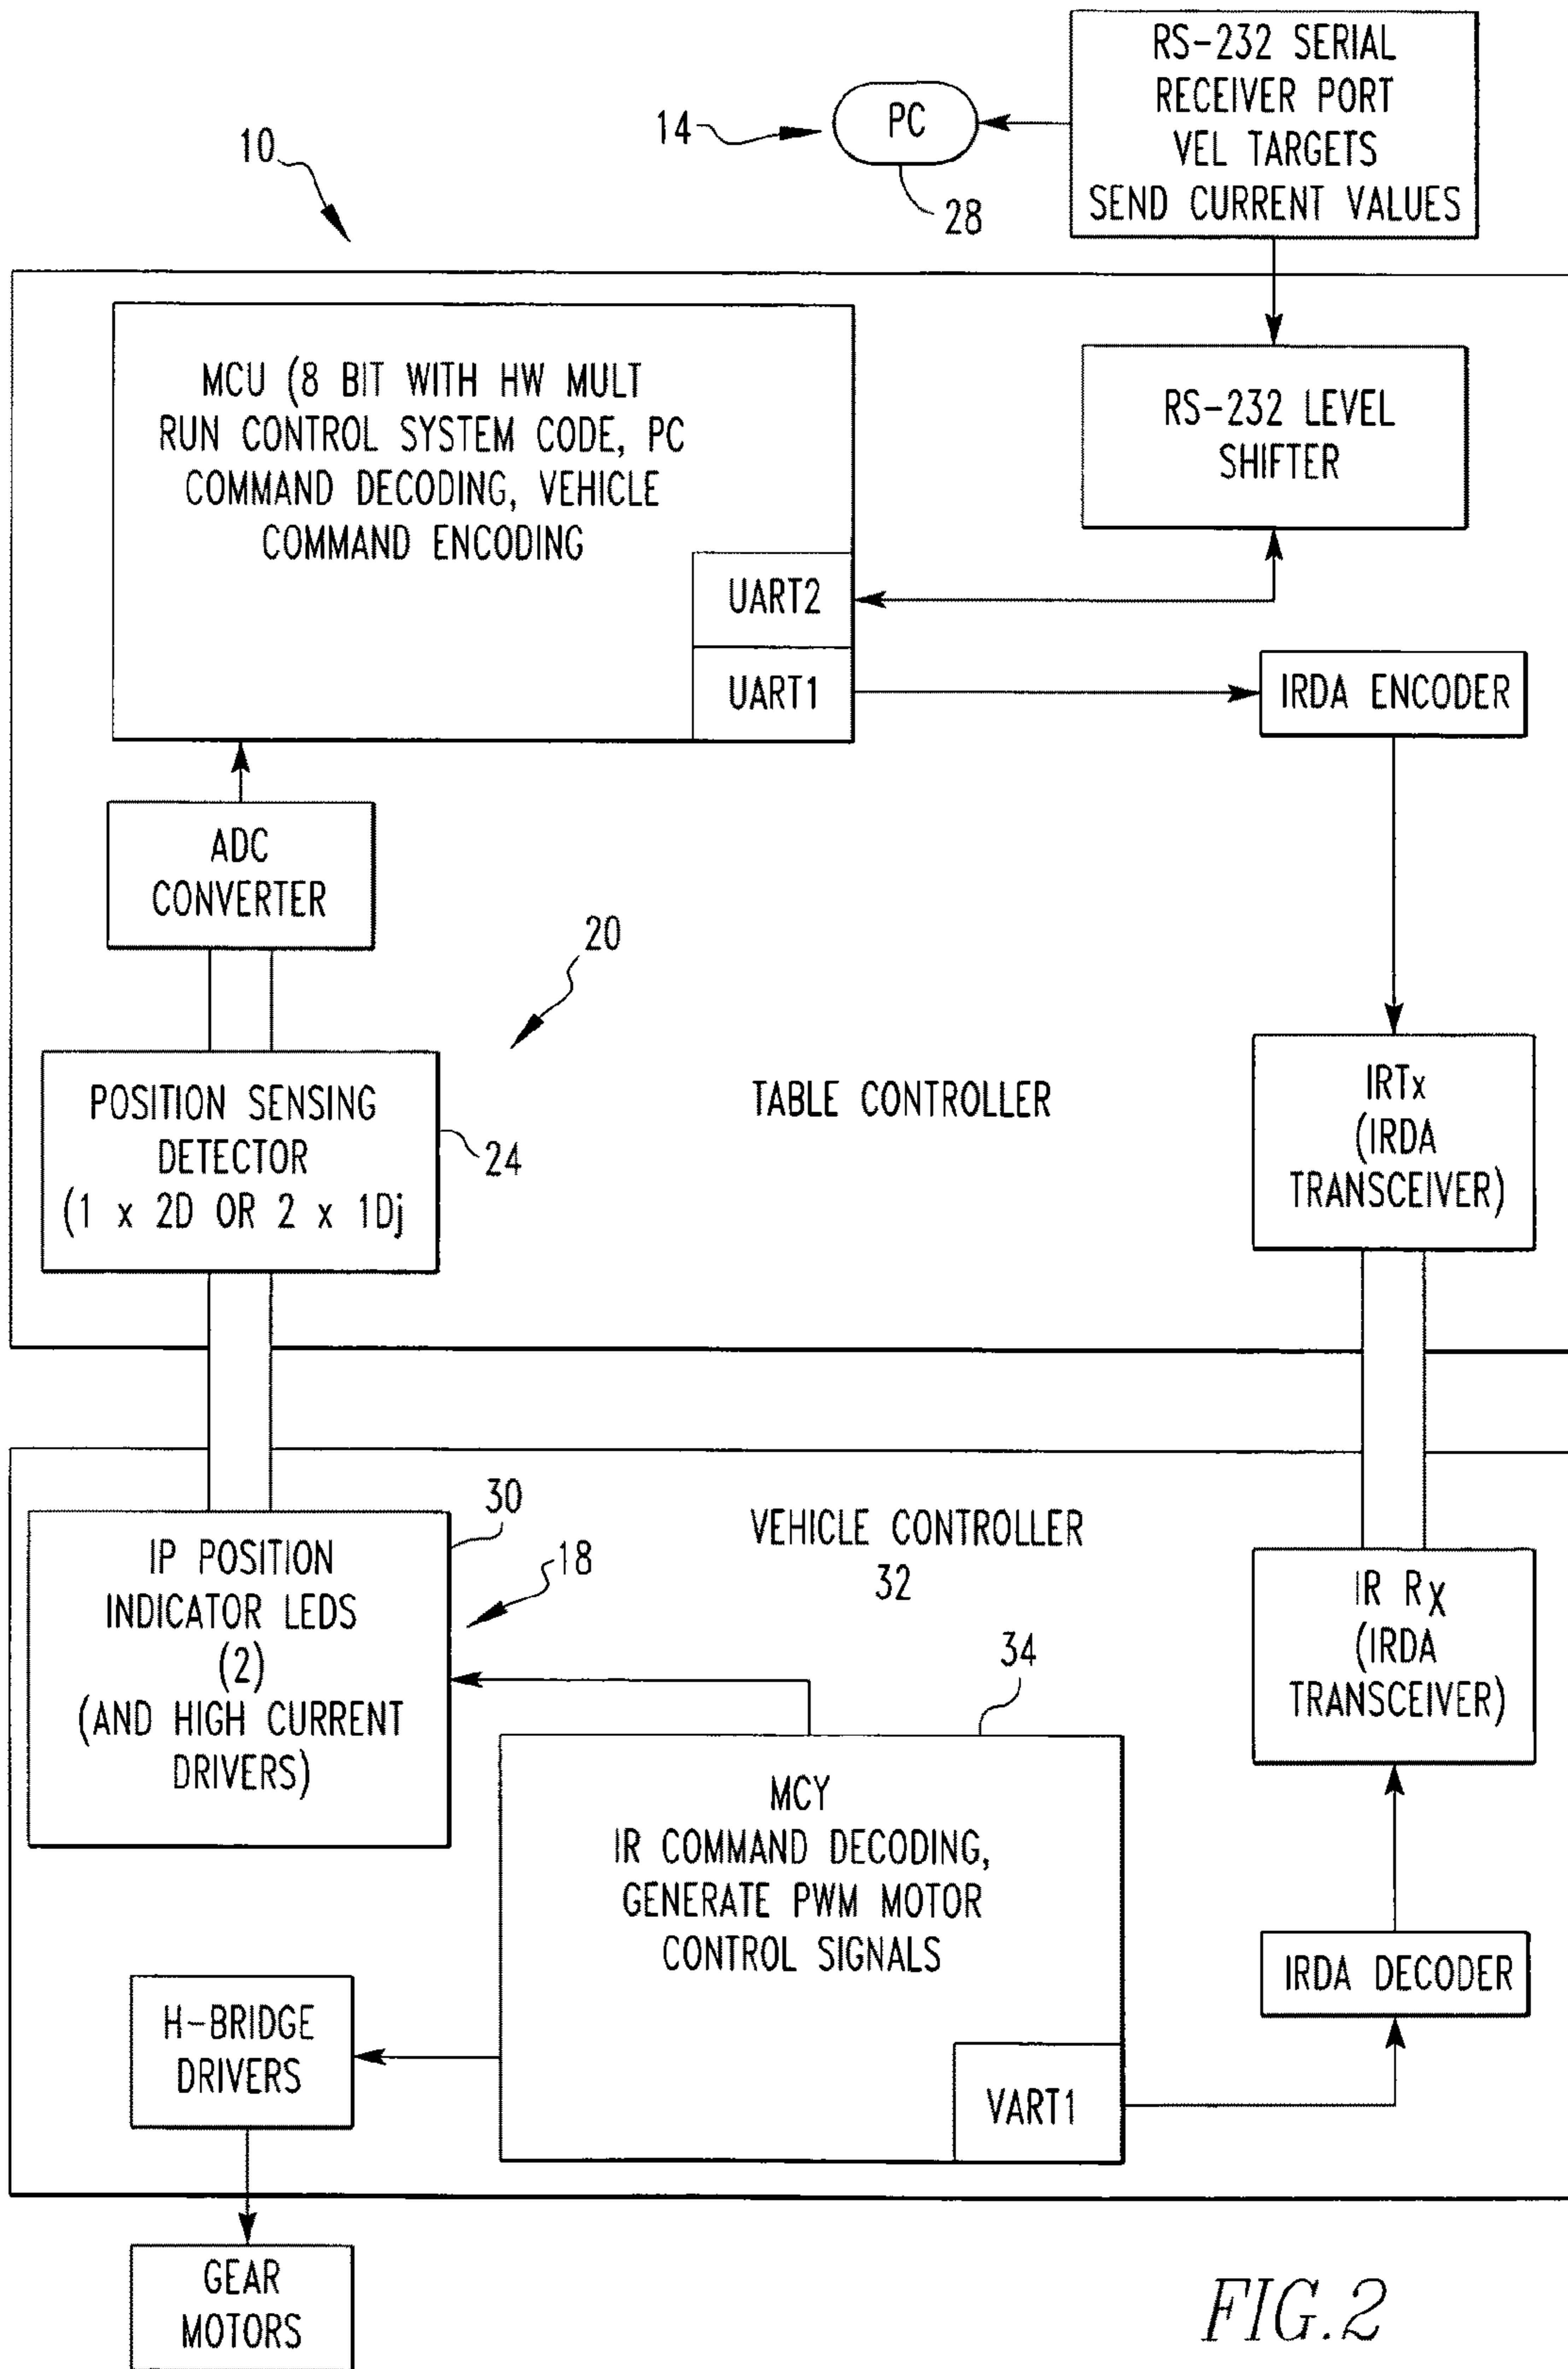 RS-232 SERIAL
RECEIVER PORT
VEL TARGETS
SEND CURRENT VALUES
PC
14
28
10
MCU (8 BIT WITH HW MULT
RUN CONTROL SYSTEM CODE, PC
COMMAND DECODING, VEHICLE
COMMAND ENCODING
RS-232 LEVEL
SHIFTER
UART2
UART1
IRDA ENCODER
ADC
CONVERTER
20
POSITION SENSING
DETECTOR
(1 x 2D OR 2 x 1Dj
24
TABLE CONTROLLER
IRTx
(IRDA
TRANSCEIVER)
30
IP POSITION
INDICATOR LEDS
(2)
(AND HIGH CURRENT
DRIVERS)
18
VEHICLE CONTROLLER
32
IR Rx
(IRDA
TRANSCEIVER)
34
MCY
IR COMMAND DECODING,
GENERATE PWM MOTOR
CONTROL SIGNALS
VART1
IRDA DECODER
H-BRIDGE
DRIVERS
GEAR
MOTORS
FIG.2